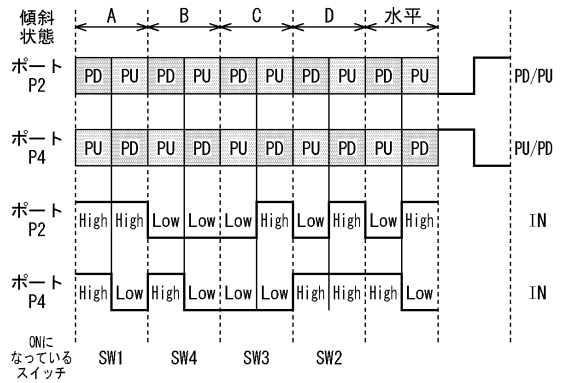 傾斜
状態
A B C D 水平
ポート
P2
PD PU PD PU PD PU PD PU PD PU
PD/PU
ポート
P4
PU PD PU PD PU PD PU PD PU PD
PU/PD
ポート
P2
High High Low Low Low High Low High Low High
IN
ポート
P4
High Low High Low Low Low High High High Low
IN
ONに
なっている
スイッチ
SW1 SW4 SW3 SW2